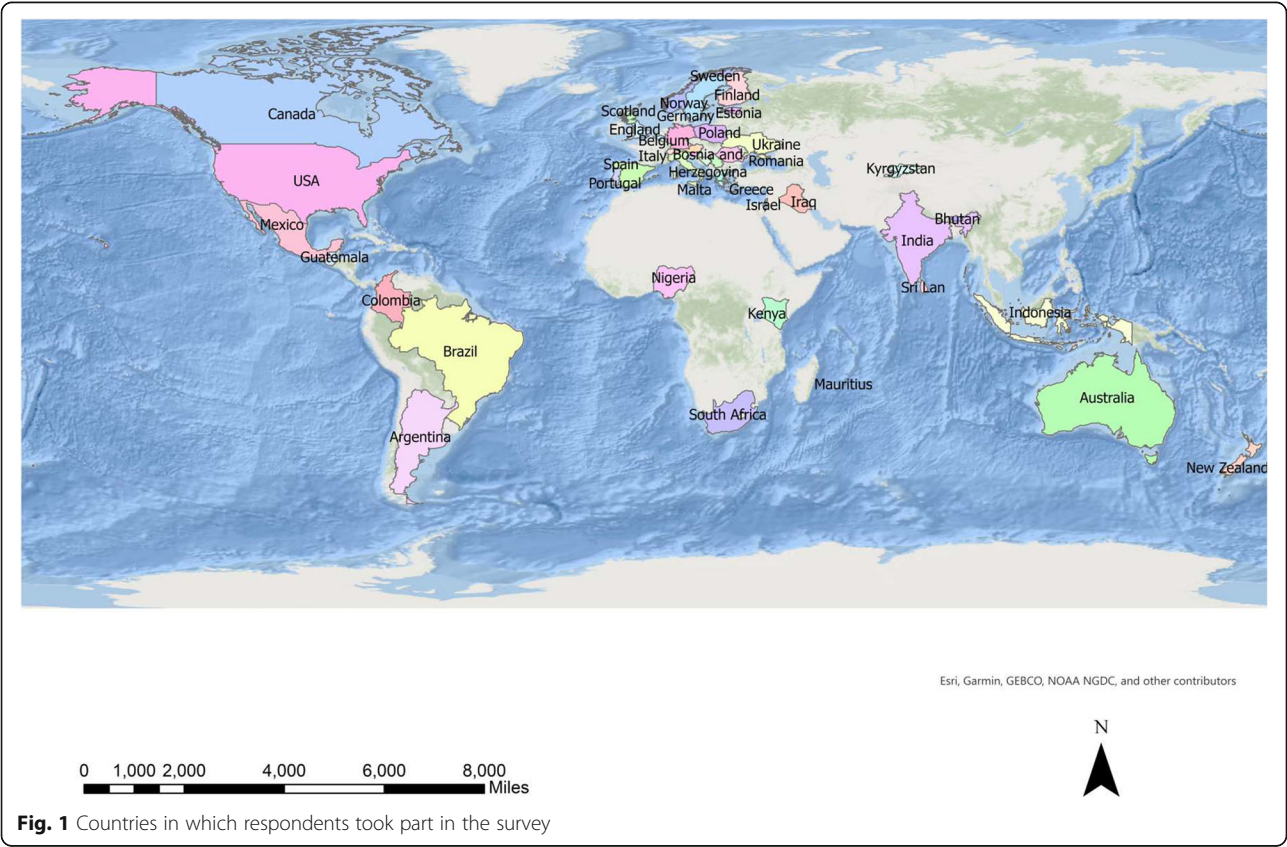 Sweden
Finland
Norway
Estonia
Scotland
Germany
England
Poland
Belgium
Ukraine
Italy
Bosnia and
Herzegovina
Romania
Spain
Portugal
Malta
Greece
Israel
Iraq
Kyrgyzstan
Canada
USA
Mexico
Guatemala
Colombia
Brazil
Argentina
Nigeria
Kenya
Mauritius
South Africa
Bhutan
India
Sri Lan
Indonesia
Australia
New Zealand
Esri, Garmin, GEBCO, NOAA NGDC, and other contributors
N
0 1,000 2,000 4,000 6,000 8,000
Miles
Fig. 1 Countries in which respondents took part in the survey